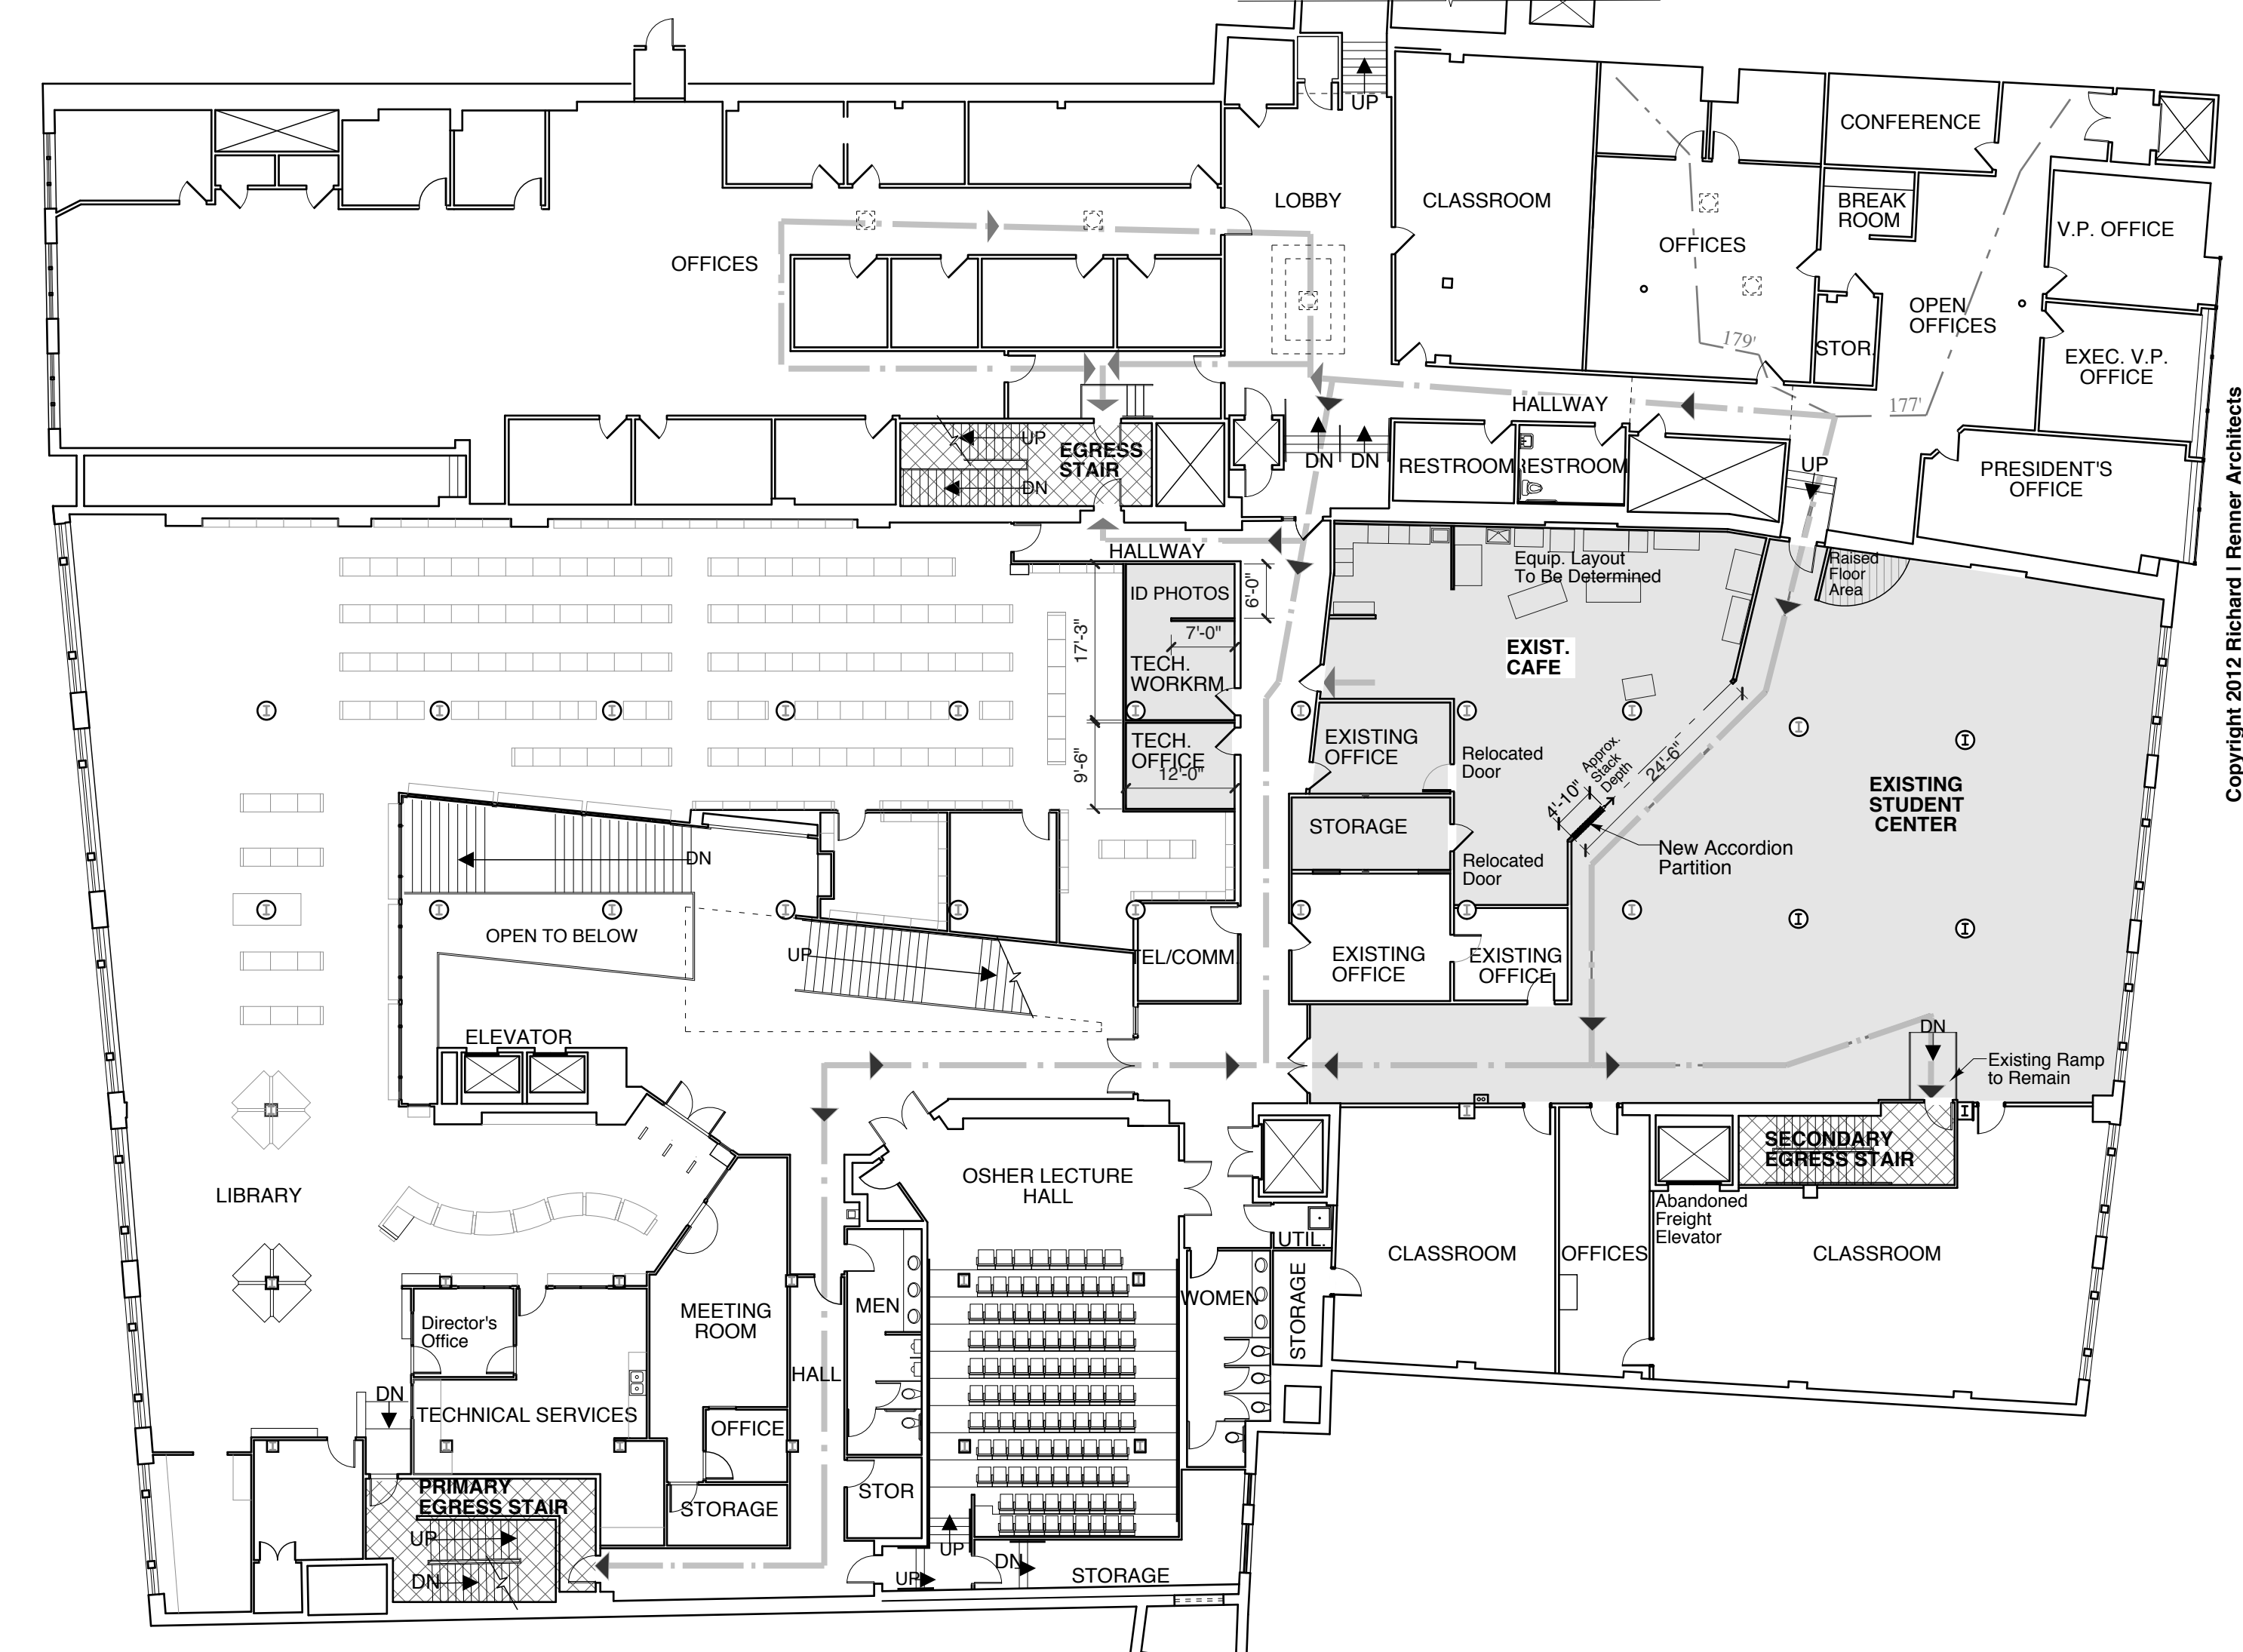 UP
CONFERENCE
LOBBY
CLASSROOM
BREAK
ROOM
V.P. OFFICE
OFFICES
OFFICES
OPEN
OFFICES
179'
STOR.
EXEC. V.P.
OFFICE
HALLWAY
177'
UP
EGRESS
STAIR
DN
DN
DN
RESTROOM
RESTROOM
UP
PRESIDENT'S
OFFICE
Copyright 2012 Richard I Renner Architects
HALLWAY
Equip. Layout
To Be Determined
Raised
Floor
Area
ID PHOTOS
6'-0"
17'-3"
7'-0"
TECH.
WORKRM.
EXIST.
CAFE
TECH.
OFFICE
12'-0"
9'-6"
EXISTING
OFFICE
Relocated
Door
Approx.
Stack
Depth
24'-6"
4'-10"
EXISTING
STUDENT
CENTER
STORAGE
Relocated
Door
New Accordion
Partition
DN
OPEN TO BELOW
UP
TEL/COMM.
EXISTING
OFFICE
EXISTING
OFFICE
ELEVATOR
DN
Existing Ramp
to Remain
SECONDARY
EGRESS STAIR
OSHER LECTURE
HALL
LIBRARY
Abandoned
Freight
Elevator
UTIL.
CLASSROOM
OFFICES
CLASSROOM
MEN
WOMEN
STORAGE
MEETING
ROOM
Director's
Office
HALL
DN
TECHNICAL SERVICES
OFFICE
PRIMARY
EGRESS STAIR
STOR
STORAGE
UP
UP
DN
DN
UP
STORAGE